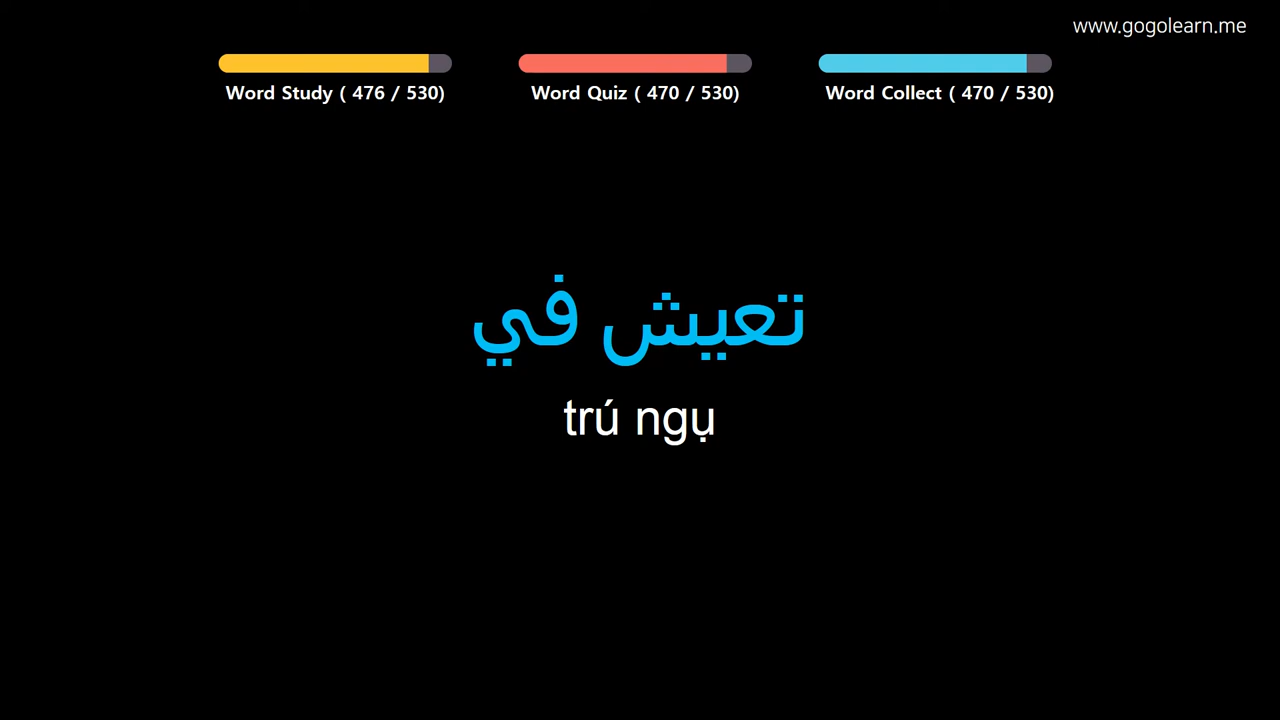 www.gogolearn.me
Word Study ( 476 / 530)
Word Quiz ( 470 / 530)
Word Collect ( 470 / 530)
تعيش في
trú ngụ